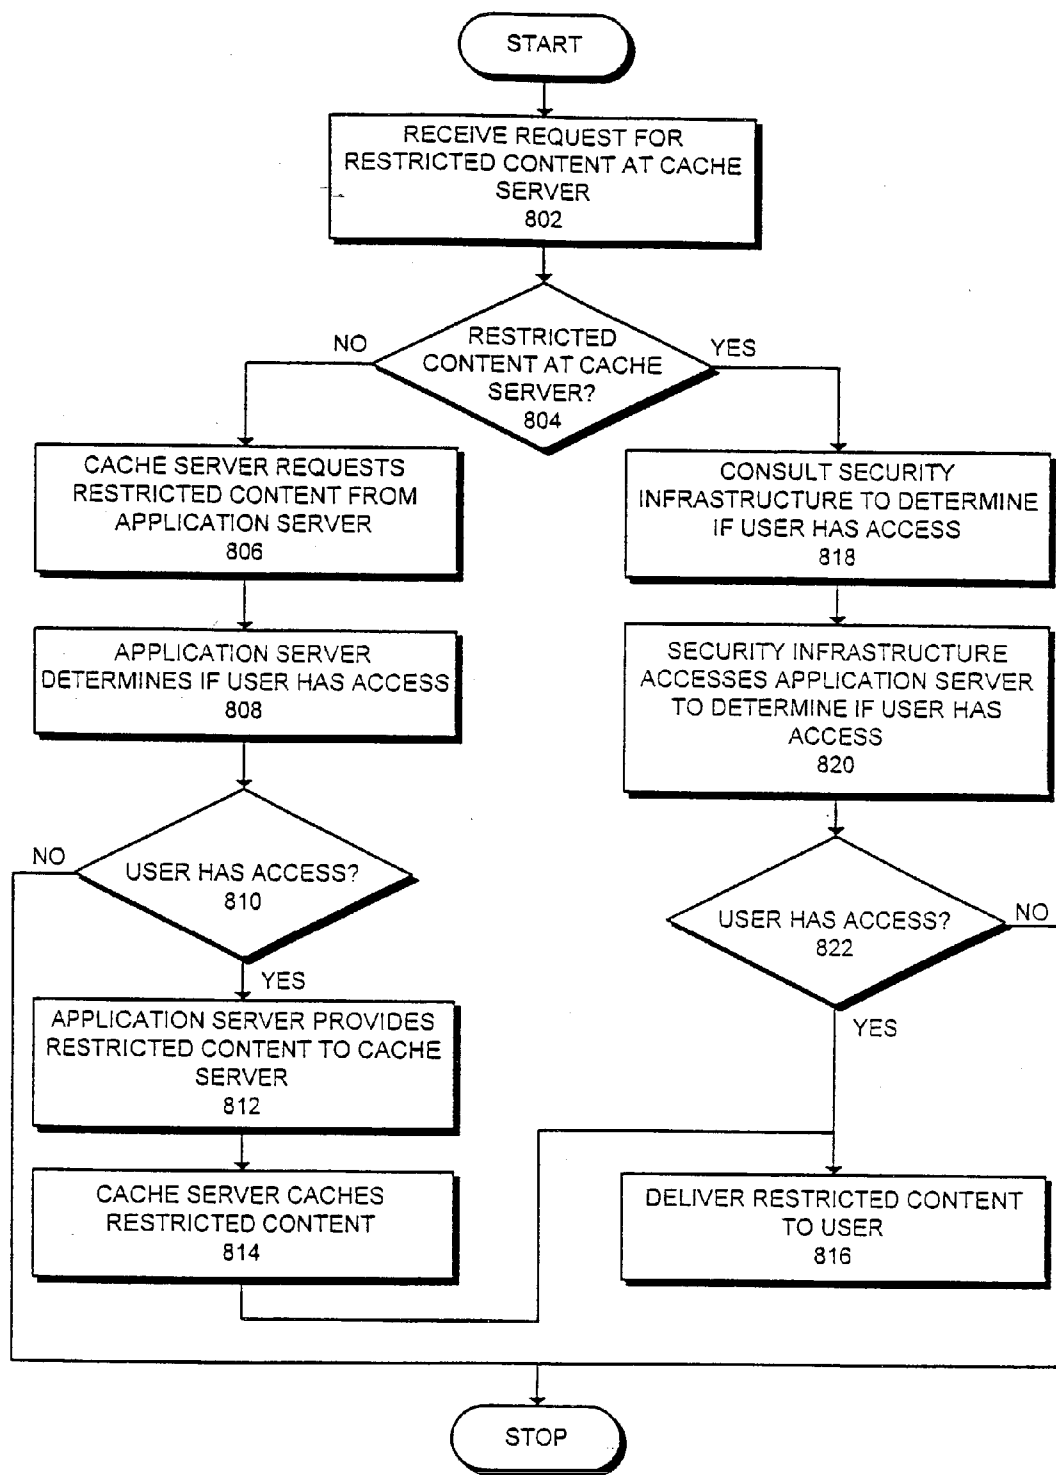 START
RECEIVE REQUEST FOR
RESTRICTED CONTENT AT CACHE
SERVER
802
RESTRICTED
CONTENT AT CACHE
SERVER?
804
NO
YES
CACHE SERVER REQUESTS
RESTRICTED CONTENT FROM
APPLICATION SERVER
806
APPLICATION SERVER
DETERMINES IF USER HAS ACCESS
808
USER HAS ACCESS?
810
NO
YES
APPLICATION SERVER PROVIDES
RESTRICTED CONTENT TO CACHE
SERVER
812
CACHE SERVER CACHES
RESTRICTED CONTENT
814
CONSULT SECURITY
INFRASTRUCTURE TO DETERMINE
IF USER HAS ACCESS
818
SECURITY INFRASTRUCTURE
ACCESSES APPLICATION SERVER
TO DETERMINE IF USER HAS
ACCESS
820
USER HAS ACCESS?
822
NO
YES
DELIVER RESTRICTED CONTENT
TO USER
816
STOP